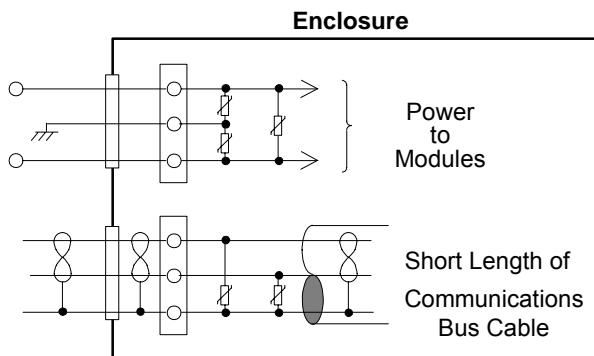 Enclosure
Power
to
Modules
Short Length of
Communications
Bus Cable